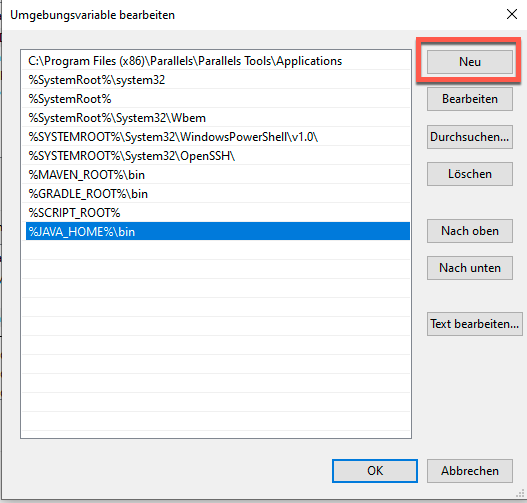 Umgebungsvariable bearbeiten
C:\Program Files (x86)\Parallels\Parallels Tools\Applications
%SystemRoot%\system32
%SystemRoot%
%SystemRoot%\System32\Wbem
%SYSTEMROOT%\System32\WindowsPowerShell\v1.0\
%SYSTEMROOT%\System32\OpenSSH\
%MAVEN_ROOT%\bin
%GRADLE_ROOT%\bin
%SCRIPT_ROOT%
%JAVA_HOME%\bin
Neu
Bearbeiten
Durchsuchen...
Löschen
Nach oben
Nach unten
Text bearbeiten...
OK
Abbrechen